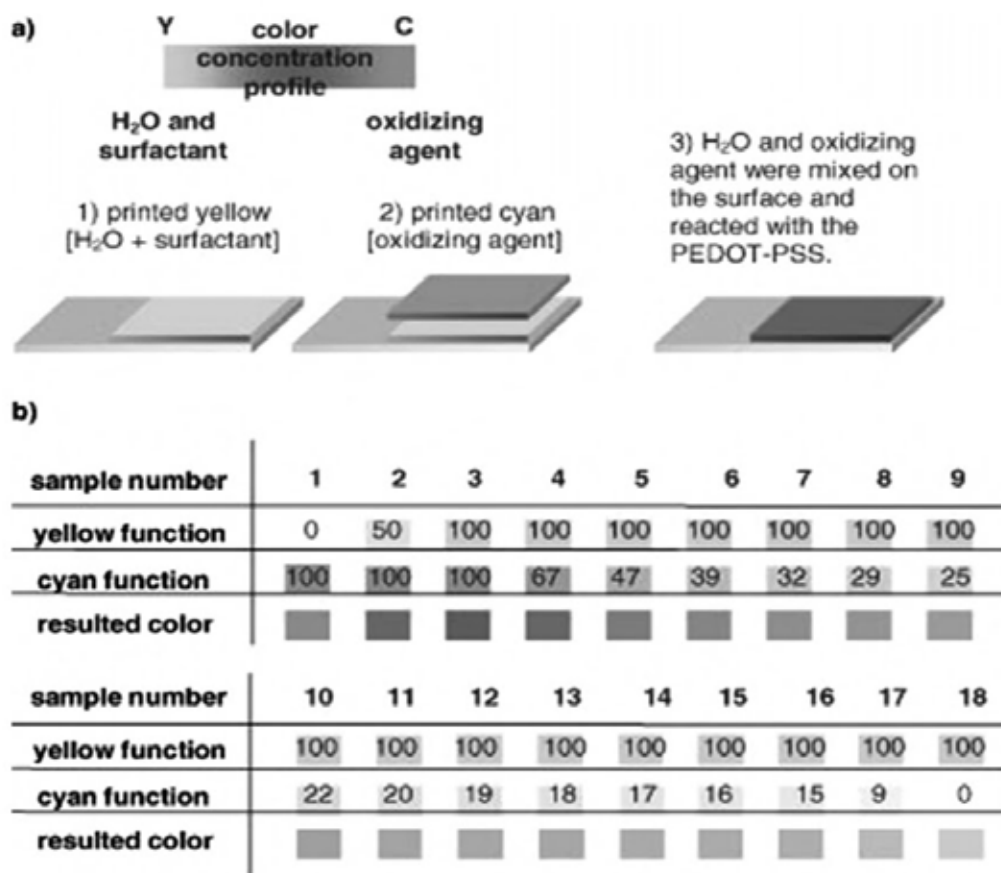 a)
Y color C
concentration
profile
H₂O and
surfactant
oxidizing
agent
1) printed yellow
[H₂O + surfactant]
2) printed cyan
[oxidizing agent]
3) H₂O and oxidizing
agent were mixed on
the surface and
reacted with the
PEDOT-PSS.
b)
sample number 1 2 3 4 5 6 7 8 9
yellow function 0 50 100 100 100 100 100 100 100
cyan function 100 100 100 67 47 39 32 29 25
resulted color
sample number 10 11 12 13 14 15 16 17 18
yellow function 100 100 100 100 100 100 100 100 100
cyan function 22 20 19 18 17 16 15 9 0
resulted color